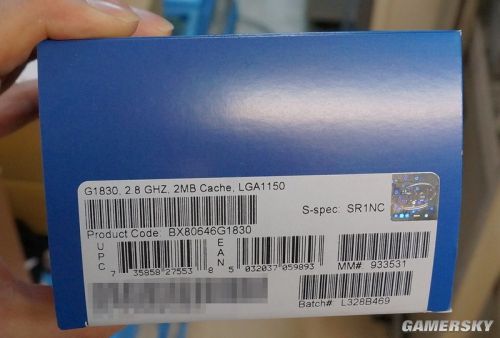 G1830, 2.8 GHZ, 2MB Cache, LGA1150
S-spec: SR1NC
Product Code: BX80646G1830
UPC
7 35858 27553 8
EAN
5 032037 059893
MM# 933531
Batch# L328B469
GAMERSKY